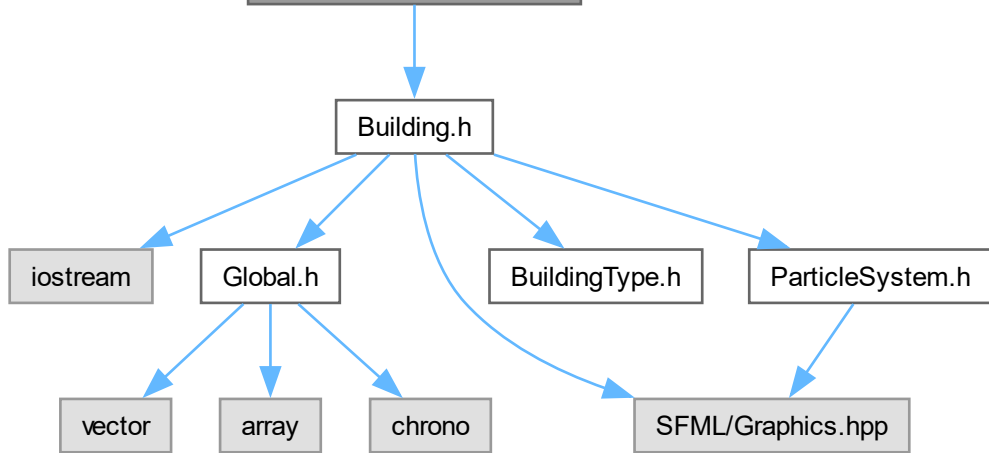 Building.h
iostream
Global.h
BuildingType.h
ParticleSystem.h
vector
array
chrono
SFML/Graphics.hpp